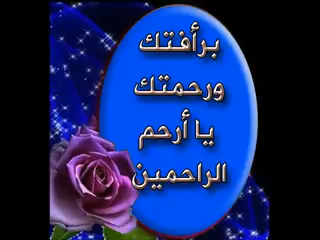 برأفتك
ورحمتك
يا أرحم
الراحمين